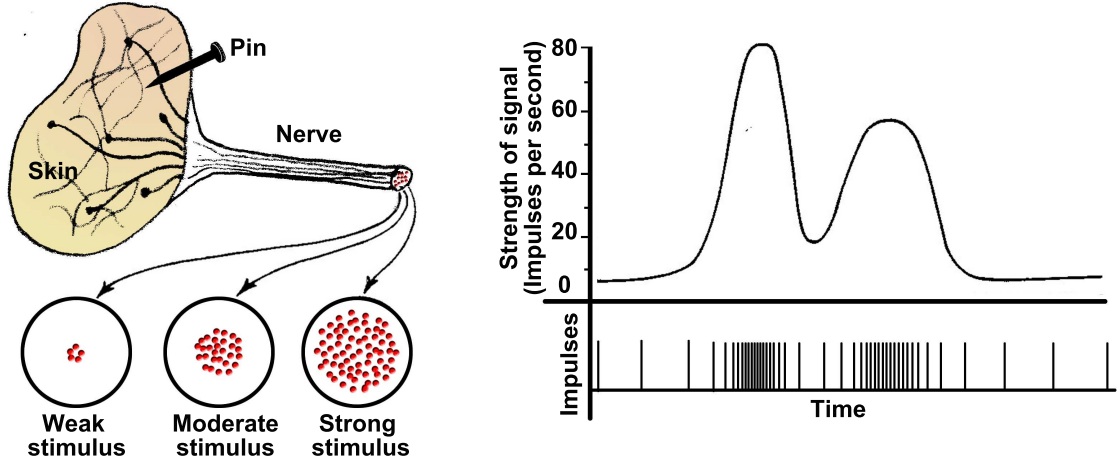 Pin
Nerve
Skin
Weak
stimulus
Moderate
stimulus
Strong
stimulus
Strength of signal
(Impulses per second)
80
60
40
20
0
Impulses
Time